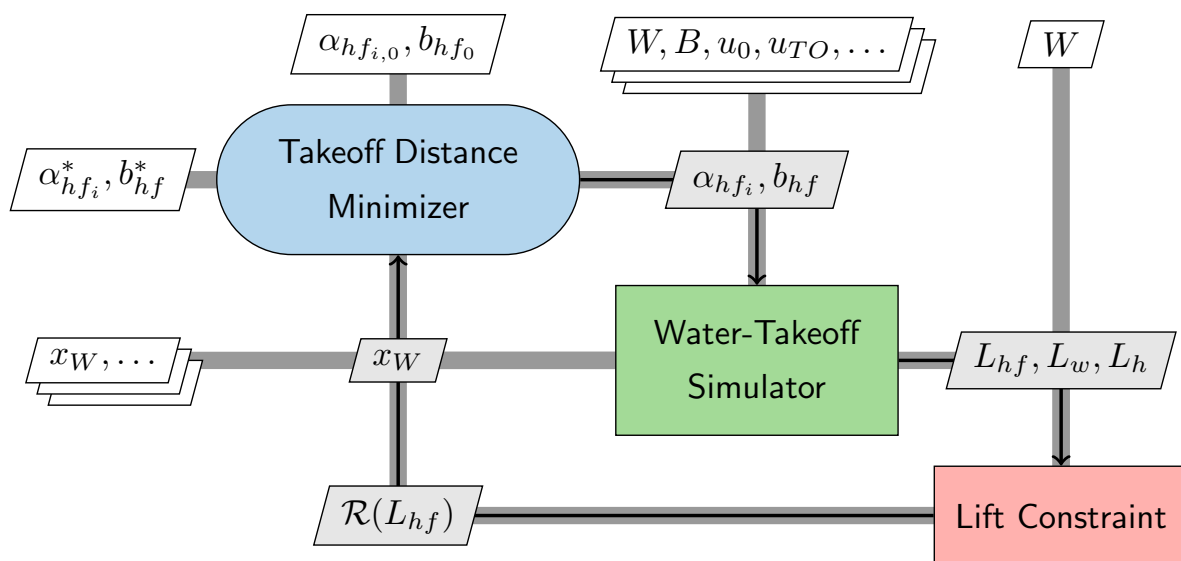 α_{hf_{i,0}}, b_{hf_0}
W, B, u_0, u_{TO}, …
W
α^*_{hf_i}, b^*_{hf}
Takeoff Distance
Minimizer
α_{hf_i}, b_{hf}
x_W, …
x_W
Water-Takeoff
Simulator
L_{hf}, L_w, L_h
ℛ(L_{hf})
Lift Constraint